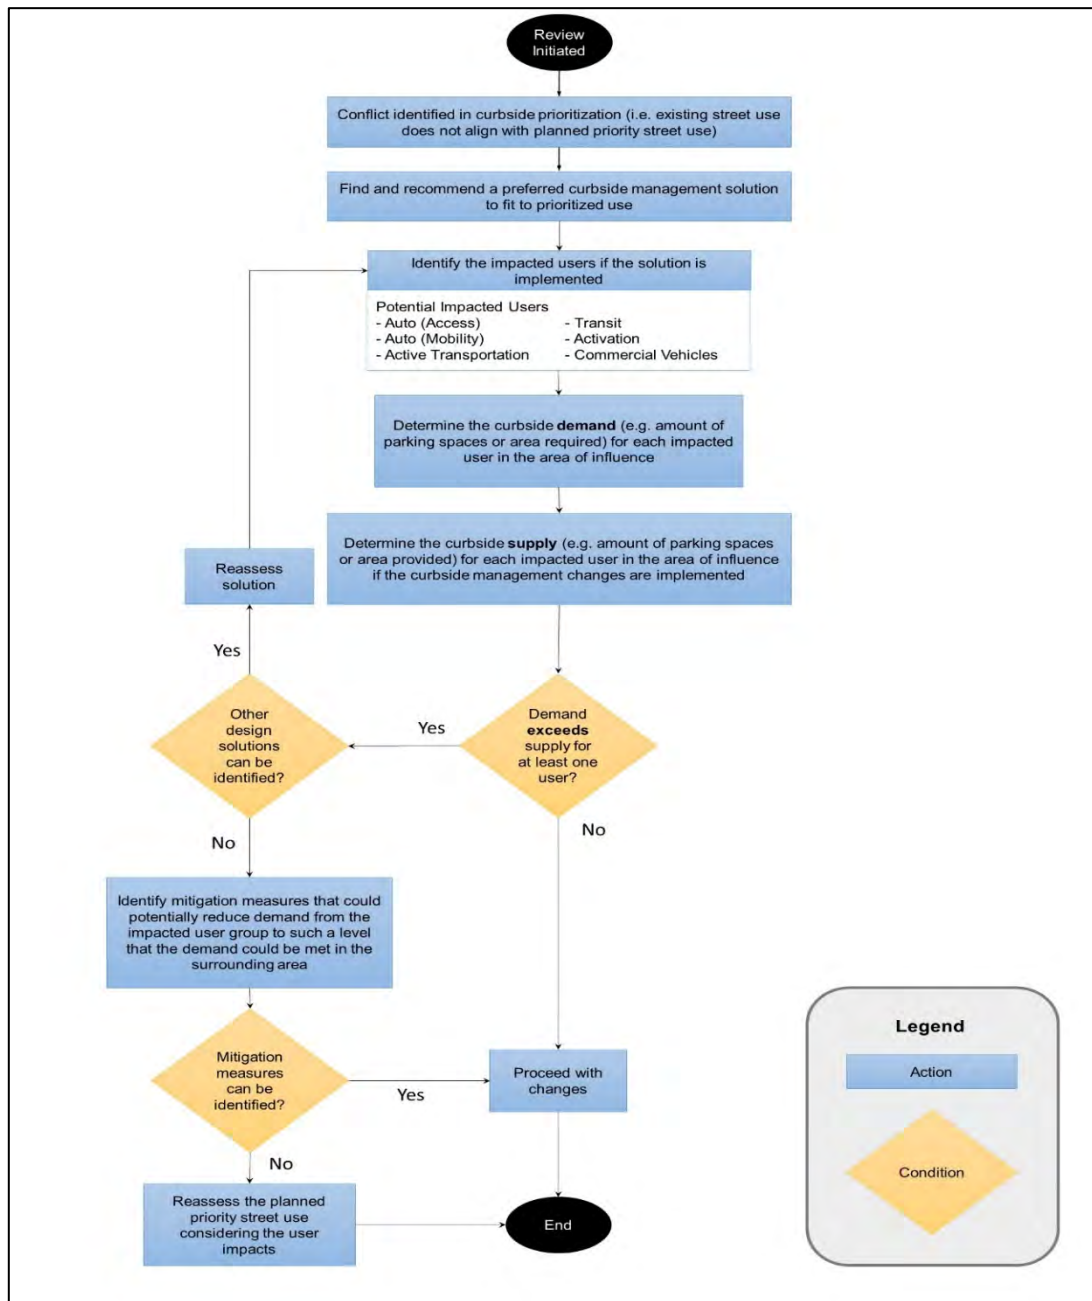 Review
Initiated
Conflict identified in curbside prioritization (i.e. existing street use
does not align with planned priority street use)
Find and recommend a preferred curbside management solution
to fit to prioritized use
Identify the impacted users if the solution is
implemented
Potential Impacted Users
- Auto (Access)
- Auto (Mobility)
- Active Transportation
- Transit
- Activation
- Commercial Vehicles
Determine the curbside demand (e.g. amount of
parking spaces or area required) for each impacted
user in the area of influence
Determine the curbside supply (e.g. amount of parking spaces
or area provided) for each impacted user in the area of influence
if the curbside management changes are implemented
Reassess
solution
Yes
Other
design
solutions
can be
identified?
Yes
Demand
exceeds
supply for
at least one
user?
No
No
Identify mitigation measures that could
potentially reduce demand from the
impacted user group to such a level
that the demand could be met in the
surrounding area
Mitigation
measures
can be
identified?
Yes
Proceed with
changes
No
Reassess the planned
priority street use
considering the user
impacts
End
Legend
Action
Condition